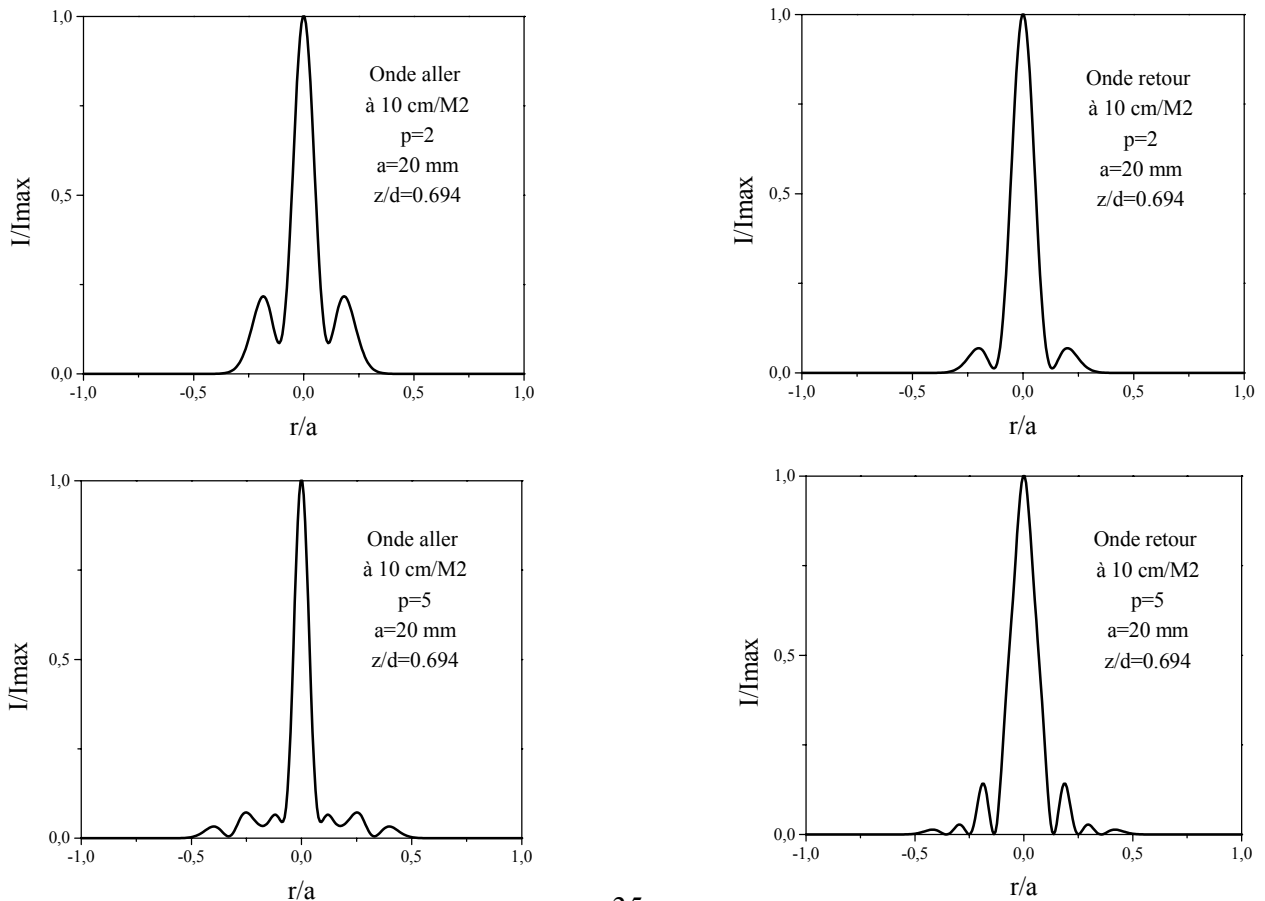 1,0
0,5
0,0
-1,0
-0,5
0,0
0,5
1,0
I/Imax
r/a
Onde aller
à 10 cm/M2
p=2
a=20 mm
z/d=0.694
1,0
0,5
0,0
-1,0
-0,5
0,0
0,5
1,0
I/Imax
r/a
Onde retour
à 10 cm/M2
p=2
a=20 mm
z/d=0.694
1,0
0,5
0,0
-1,0
-0,5
0,0
0,5
1,0
I/Imax
r/a
Onde aller
à 10 cm/M2
p=5
a=20 mm
z/d=0.694
1,0
0,5
0,0
-1,0
-0,5
0,0
0,5
1,0
I/Imax
r/a
Onde retour
à 10 cm/M2
p=5
a=20 mm
z/d=0.694